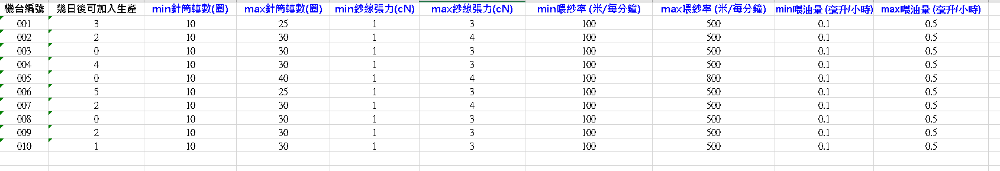 機台編號 幾日後可加入生產 min針筒轉數(圈) max針筒轉數(圈) min紗線張力(cN) max紗線張力(cN) min喂紗率 (米/每分鐘) max喂紗率 (米/每分鐘) min喂油量 (毫升/小時) max喂油量 (毫升/小時)
001 3 10 25 1 3 100 500 0.1 0.5
002 2 10 30 1 4 100 500 0.1 0.5
003 0 10 30 1 3 100 500 0.1 0.5
004 4 10 30 1 3 100 500 0.1 0.5
005 0 10 40 1 4 100 800 0.1 0.5
006 5 10 25 1 3 100 500 0.1 0.5
007 2 10 30 1 4 100 500 0.1 0.5
008 0 10 30 1 3 100 500 0.1 0.5
009 2 10 30 1 3 100 500 0.1 0.5
010 1 10 30 1 3 100 500 0.1 0.5